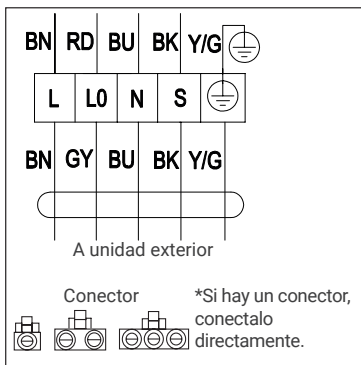 BN RD BU BK Y/G
L L0 N S
BN GY BU BK Y/G
A unidad exterior
Conector
*Si hay un conector,
conectalo
directamente.